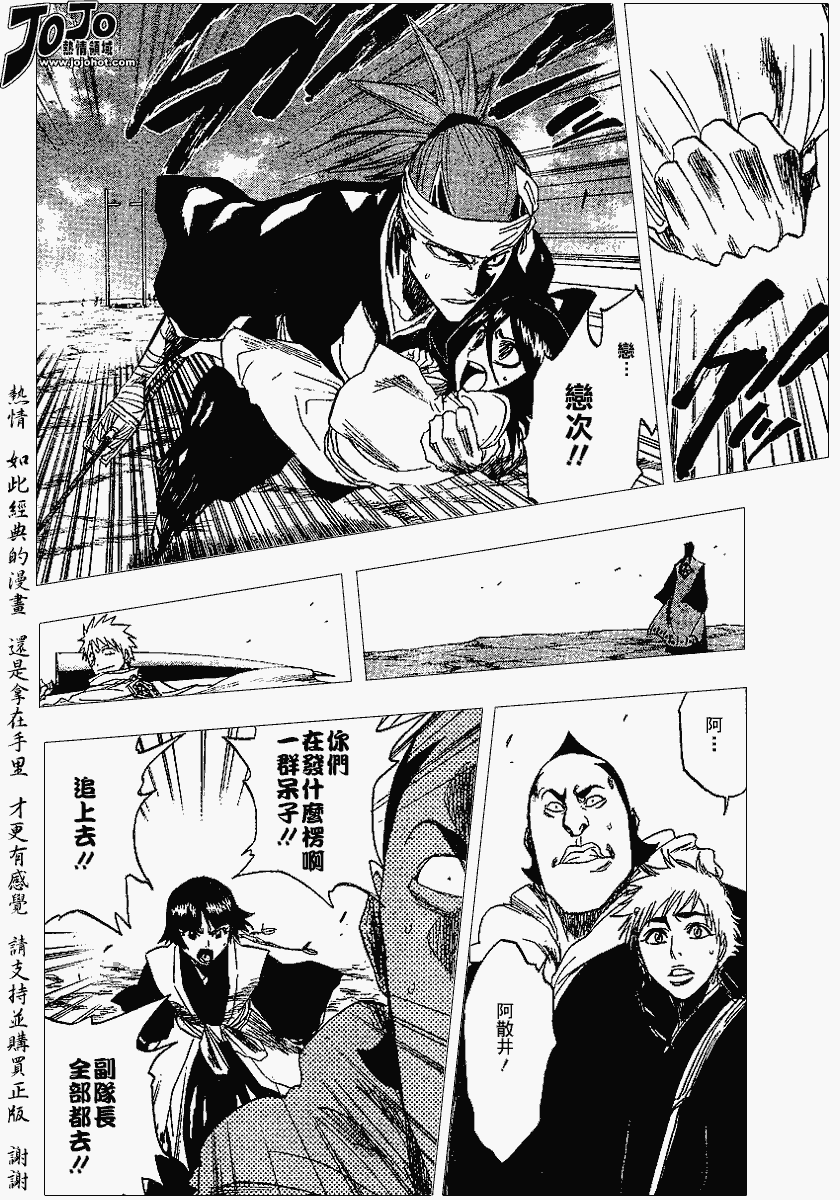 JOJO
熱情領域
www.jojohot.com
戀…
戀次!!
阿…
阿散井!
你們
在發什麼楞啊
一群呆子!!
追上去!!
副隊長
全部都去!!
熱情 如此經典的漫畫 還是拿在手里 才更有感覺 請支持並購買正版 謝謝